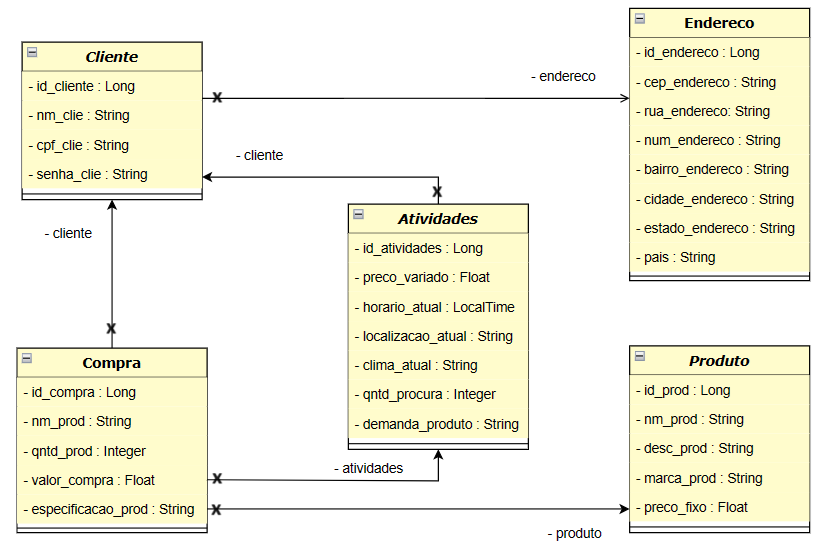 Cliente
- id_cliente : Long
- nm_clie : String
- cpf_clie : String
- senha_clie : String
- endereco
Endereco
- id_endereco : Long
- cep_endereco : String
- rua_endereco: String
- num_endereco : String
- bairro_endereco : String
- cidade_endereco : String
- estado_endereco : String
- pais : String
- cliente
- cliente
Atividades
- id_atividades : Long
- preco_variado : Float
- horario_atual : LocalTime
- localizacao_atual : String
- clima_atual : String
- qntd_procura : Integer
- demanda_produto : String
Compra
- id_compra : Long
- nm_prod : String
- qntd_prod : Integer
- valor_compra : Float
- especificacao_prod : String
- atividades
- produto
Produto
- id_prod : Long
- nm_prod : String
- desc_prod : String
- marca_prod : String
- preco_fixo : Float